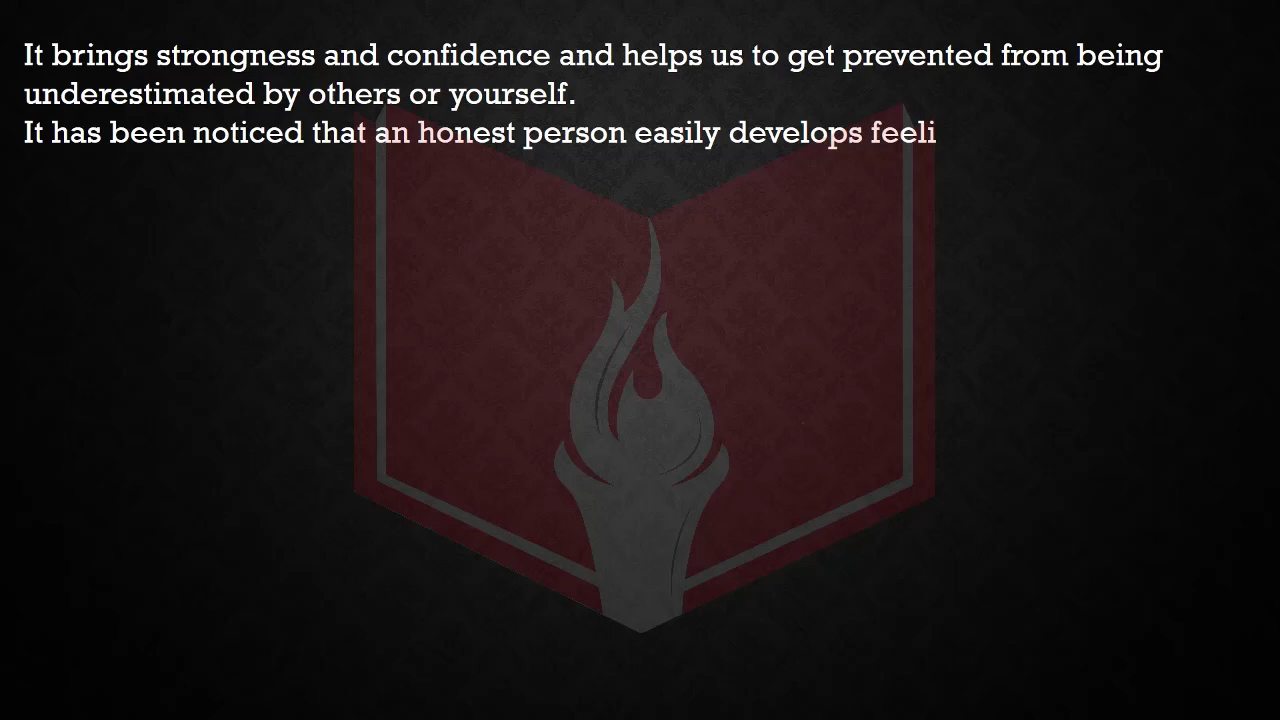 It brings strongness and confidence and helps us to get prevented from being
underestimated by others or yourself.
It has been noticed that an honest person easily develops feeli